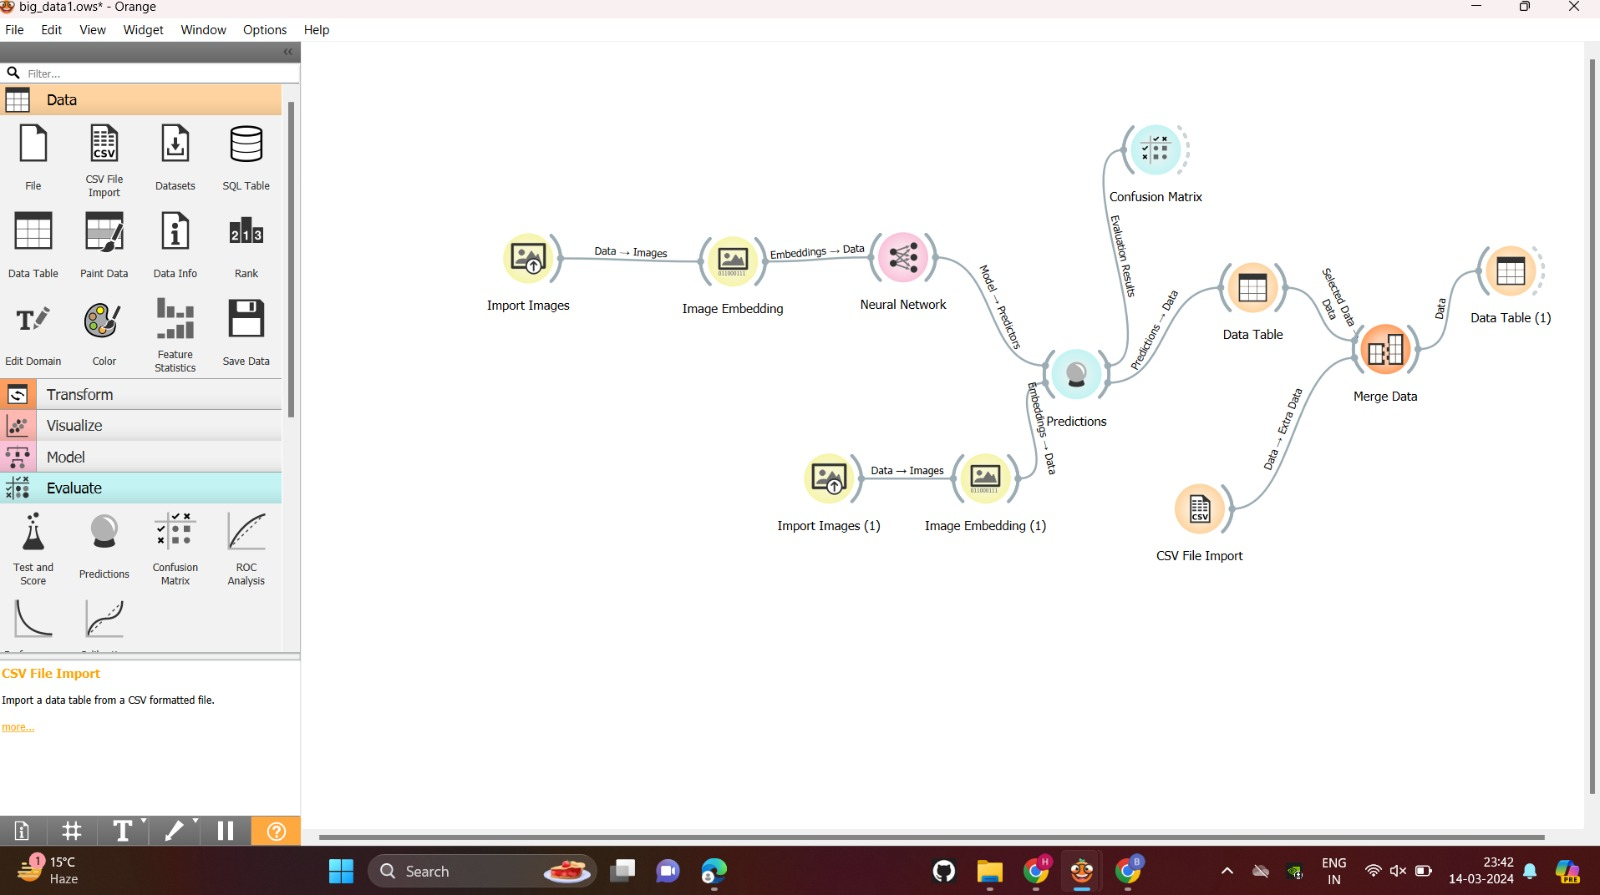 big_data1.ows* - Orange
File Edit View Widget Window Options Help
Filter...
Data
File
CSV File
Import
Datasets
SQL Table
Data Table
Paint Data
Data Info
Rank
Edit Domain
Color
Feature
Statistics
Save Data
Transform
Visualize
Model
Evaluate
Test and
Score
Predictions
Confusion
Matrix
ROC
Analysis
CSV File Import
Import a data table from a CSV formatted file.
more...
Import Images
Data → Images
Image Embedding
Embeddings → Data
Neural Network
Model → Predictors
Predictions
Evaluation Results
Confusion Matrix
Predictions → Data
Data Table
Selected Data
Data
Merge Data
Data
Data Table (1)
Import Images (1)
Data → Images
Image Embedding (1)
Embeddings → Data
CSV
CSV File Import
Data → Extra Data
1
15°C
Haze
Search
H
B
ENG
IN
23:42
14-03-2024
PRE